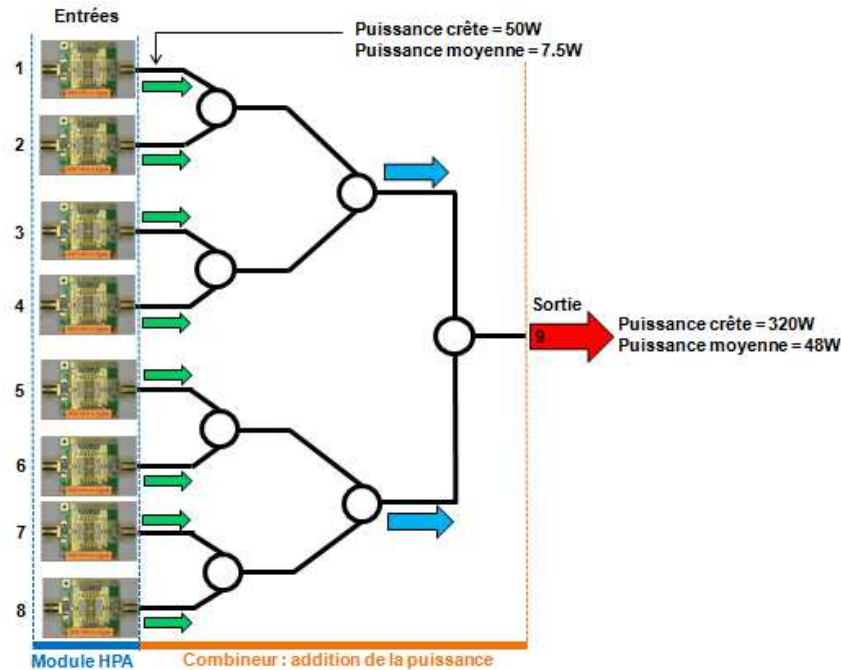 Entrées
Puissance crête = 50W
Puissance moyenne = 7.5W
1
2
3
4
5
6
7
8
Sortie
9
Puissance crête = 320W
Puissance moyenne = 48W
Module HPA
Combineur : addition de la puissance